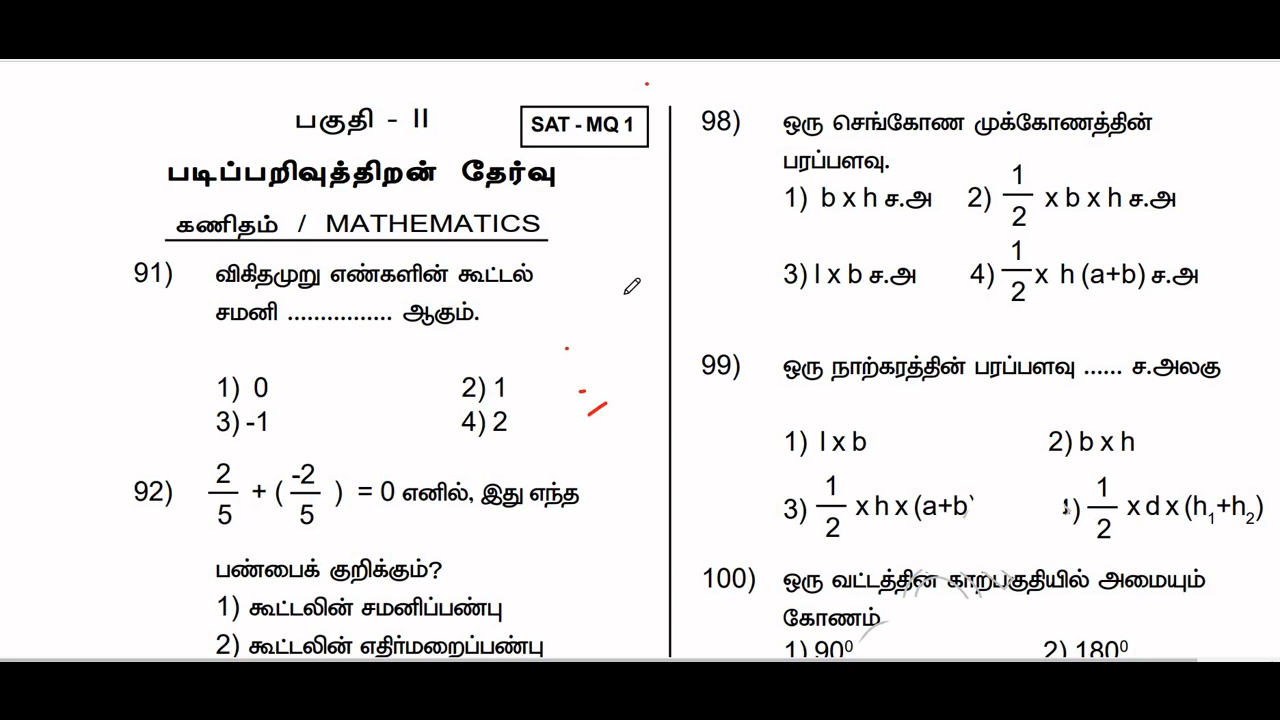 பகுதி - II
SAT - MQ 1
படிப்பறிவுத்திறன் தேர்வு
கணிதம் / MATHEMATICS
91) விகிதமுறு எண்களின் கூட்டல்
சமனி ................ ஆகும்.
1) 0 2) 1
3) -1 4) 2
92) 2/5 + (-2/5) = 0 எனில், இது எந்த
பண்பைக் குறிக்கும்?
1) கூட்டலின் சமனிப்பண்பு
2) கூட்டலின் எதிர்மறைப்பண்பு
98) ஒரு செங்கோண முக்கோணத்தின்
பரப்பளவு.
1) b x h ச.அ 2) 1/2 x b x h ச.அ
3) l x b ச.அ 4) 1/2 x h (a+b) ச.அ
99) ஒரு நாற்கரத்தின் பரப்பளவு ...... ச.அலகு
1) l x b 2) b x h
3) 1/2 x h x (a+b) 4) 1/2 x d x (h₁+h₂)
100) ஒரு வட்டத்தின் காற்பகுதியில் அமையும்
கோணம்
1) 90⁰ 2) 180⁰